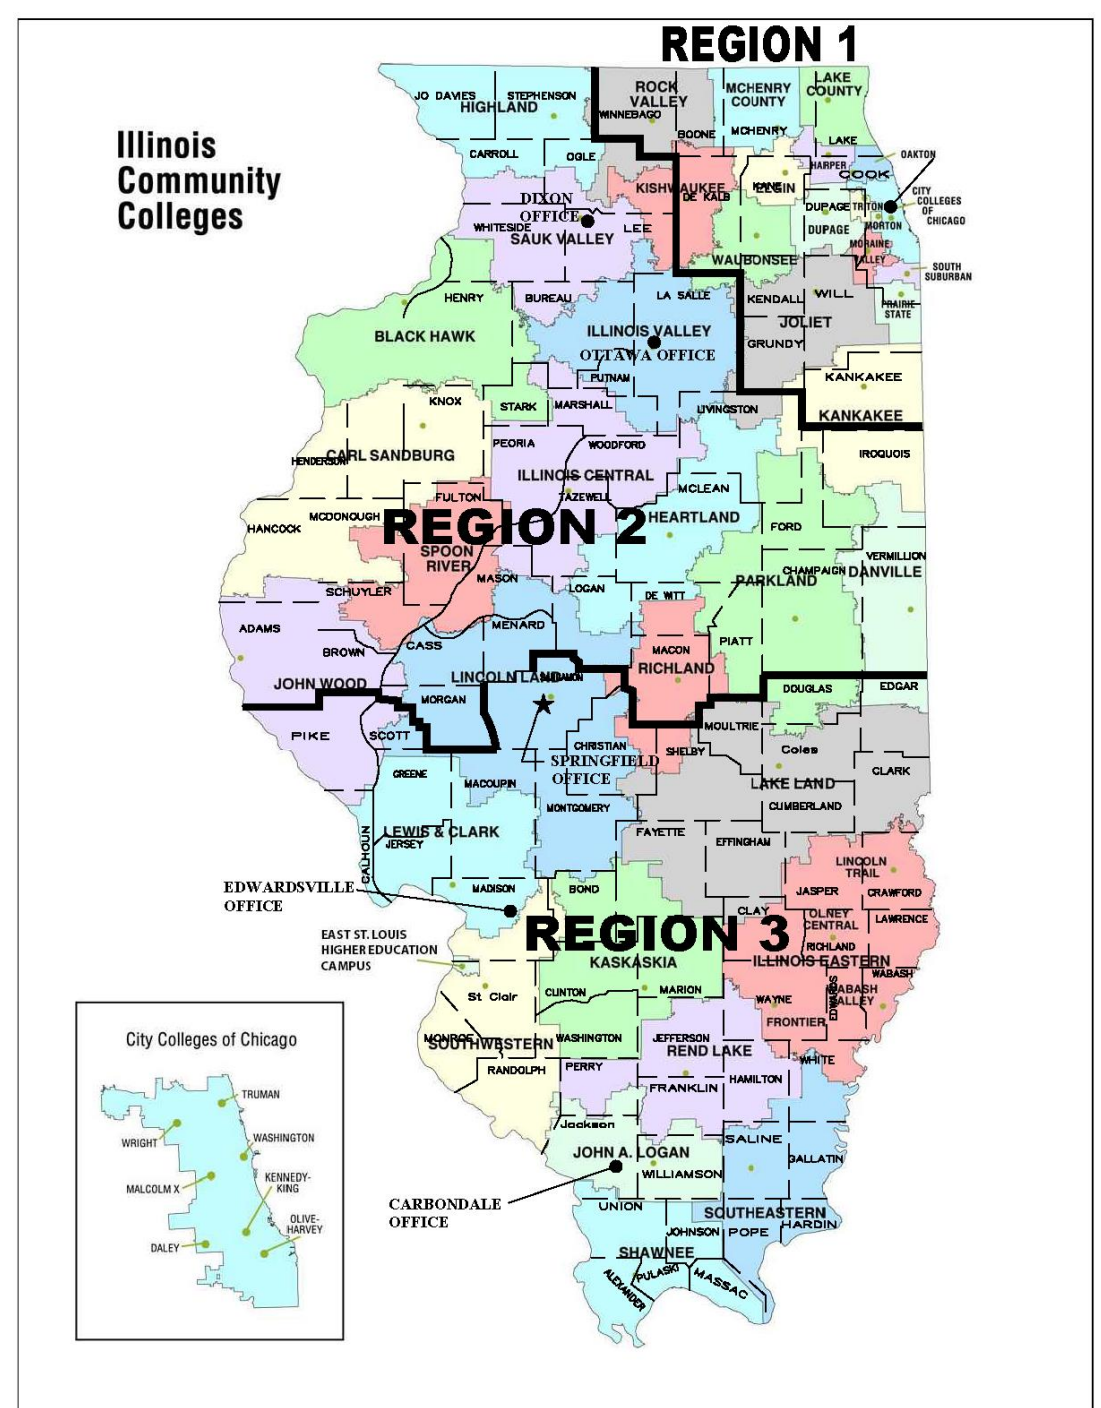 REGION 1
Illinois
Community
Colleges
JO DAVIES
STEPHENSON
HIGHLAND
CARROLL
OGLE
ROCK
VALLEY
WINNEBAGO
BOONE
MCHENRY
COUNTY
MCHENRY
LAKE
COUNTY
LAKE
HARPER
OAKTON
COOK
KISHWAUKEE
DE KALB
KANE
ELGIN
CITY
COLLEGES
OF
CHICAGO
DIXON
OFFICE
WHITESIDE
SAUK VALLEY
LEE
DUPAGE
DUPAGE
TRITON
MORTON
MORAINE
VALLEY
WAUBONSEE
SOUTH
SUBURBAN
PRAIRIE
STATE
HENRY
BUREAU
LA SALLE
KENDALL
WILL
JOLIET
GRUNDY
BLACK HAWK
ILLINOIS VALLEY
OTTAWA OFFICE
PUTNAM
KANKAKEE
KANKAKEE
KNOX
STARK
MARSHALL
LIVINGSTON
PEORIA
WOODFORD
IROQUOIS
HENDERSON
CARL SANDBURG
ILLINOIS CENTRAL
TAZEWELL
MCLEAN
FULTON
MCDONOUGH
HANCOCK
REGION 2
HEARTLAND
FORD
SPOON
RIVER
VERMILLION
CHAMPAIGN
PARKLAND
DANVILLE
MASON
LOGAN
DE WITT
SCHUYLER
ADAMS
MENARD
CASS
BROWN
MACON
RICHLAND
PIATT
JOHN WOOD
LINCOLN LAND
MORGAN
DOUGLAS
EDGAR
PIKE
SCOTT
MOULTRIE
CHRISTIAN
SHELBY
Coles
SPRINGFIELD
OFFICE
GREENE
MACOUPIN
CLARK
LAKE LAND
CUMBERLAND
MONTGOMERY
LEWIS & CLARK
JERSEY
CALHOUN
FAYETTE
EFFINGHAM
EDWARDSVILLE
OFFICE
MADISON
BOND
LINCOLN
TRAIL
JASPER
CRAWFORD
CLAY
OLNEY
CENTRAL
LAWRENCE
RICHLAND
REGION 3
EAST ST. LOUIS
HIGHER EDUCATION
CAMPUS
KASKASKIA
ILLINOIS EASTERN
WABASH
WABASH
VALLEY
EDWARDS
St Clair
CLINTON
MARION
WAYNE
FRONTIER
MONROE
SOUTHWESTERN
WASHINGTON
JEFFERSON
REND LAKE
WHITE
RANDOLPH
PERRY
FRANKLIN
HAMILTON
Jackson
SALINE
JOHN A. LOGAN
WILLIAMSON
GALLATIN
CARBONDALE
OFFICE
UNION
SOUTHEASTERN
JOHNSON
POPE
HARDIN
SHAWNEE
ALEXANDER
PULASKI
MASSAC
City Colleges of Chicago
TRUMAN
WRIGHT
WASHINGTON
MALCOLM X
KENNEDY-
KING
OLIVE-
HARVEY
DALEY